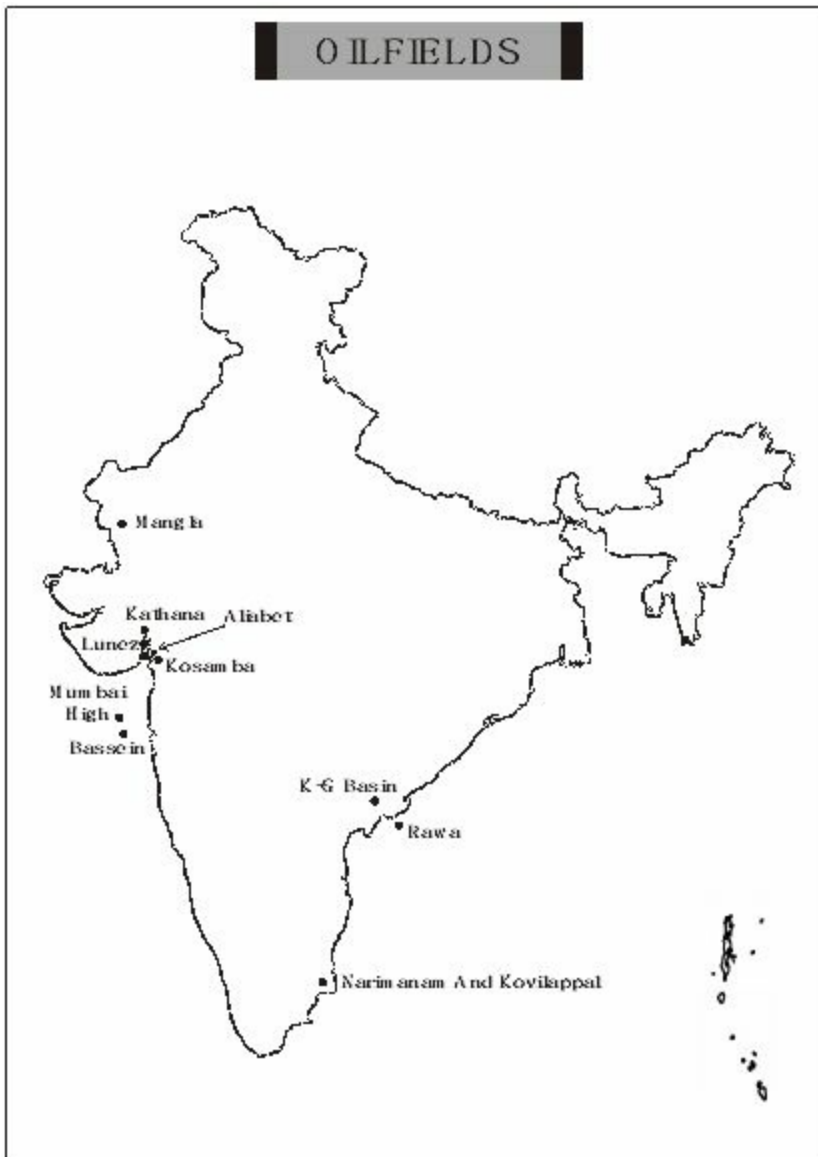 OILFIELDS
Mangla
Kathana
Aliabet
Lunez
Kosamba
Mumbai
High
Bassein
K-G Basin
Rawa
Narimanam And Kovilappal